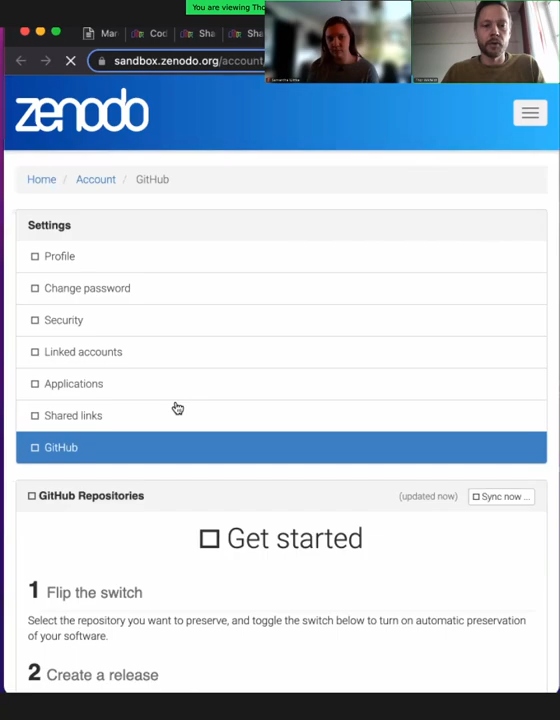 You are viewing Tho
Mar
Cod
Sha
Sha
sandbox.zenodo.org/account/
zenodo
Home / Account / GitHub
Settings
Profile
Change password
Security
Linked accounts
Applications
Shared links
GitHub
GitHub Repositories
(updated now)
Sync now ...
Get started
1 Flip the switch
Select the repository you want to preserve, and toggle the switch below to turn on automatic preservation
of your software.
2 Create a release